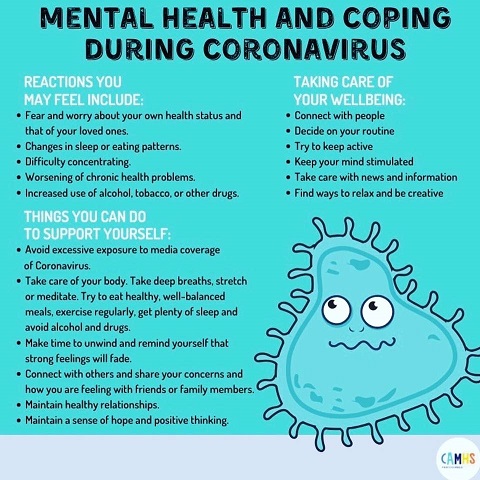 MENTAL HEALTH AND COPING
DURING CORONAVIRUS
REACTIONS YOU
MAY FEEL INCLUDE:
• Fear and worry about your own health status and
that of your loved ones.
• Changes in sleep or eating patterns.
• Difficulty concentrating.
• Worsening of chronic health problems.
• Increased use of alcohol, tobacco, or other drugs.
THINGS YOU CAN DO
TO SUPPORT YOURSELF:
• Avoid excessive exposure to media coverage
of Coronavirus.
• Take care of your body. Take deep breaths, stretch
or meditate. Try to eat healthy, well-balanced
meals, exercise regularly, get plenty of sleep and
avoid alcohol and drugs.
• Make time to unwind and remind yourself that
strong feelings will fade.
• Connect with others and share your concerns and
how you are feeling with friends or family members.
• Maintain healthy relationships.
• Maintain a sense of hope and positive thinking.
TAKING CARE OF
YOUR WELLBEING:
• Connect with people
• Decide on your routine
• Try to keep active
• Keep your mind stimulated
• Take care with news and information
• Find ways to relax and be creative
CAMHS